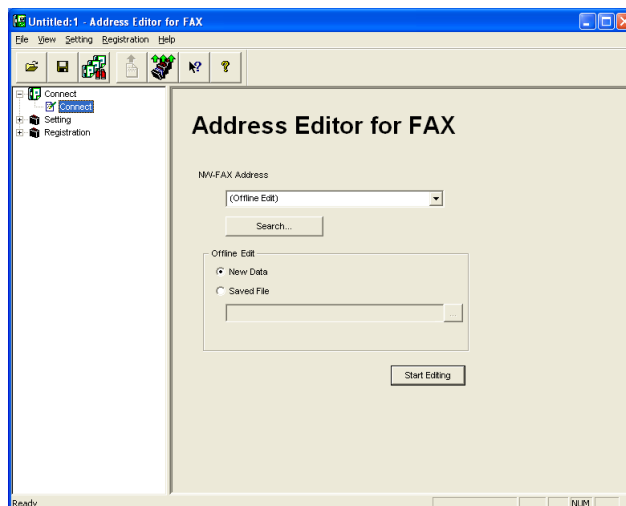 Untitled:1 - Address Editor for FAX
File View Setting Registration Help
Connect
Connect
Setting
Registration
Address Editor for FAX
NW-FAX Address
(Offline Edit)
Search...
Offline Edit
New Data
Saved File
...
Start Editing
Ready
NUM